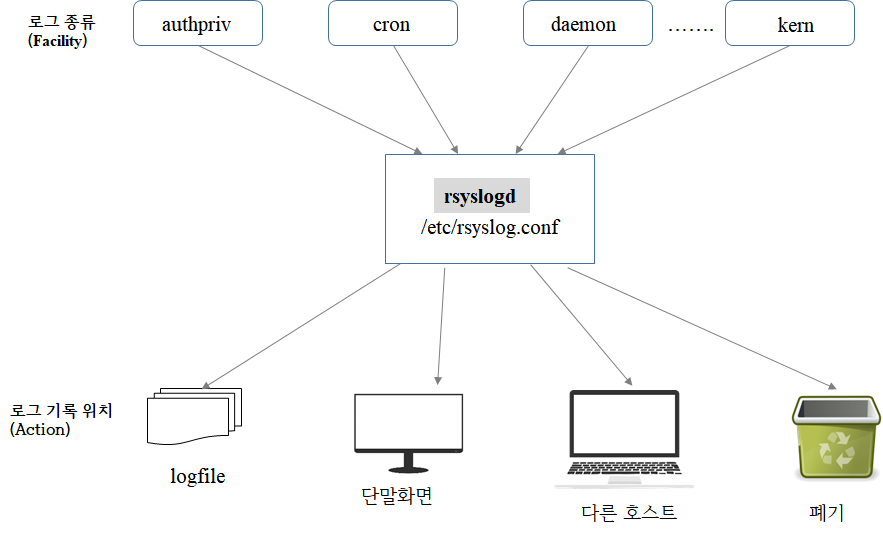 로그 종류
(Facility)
authpriv
cron
daemon
…….
kern
rsyslogd
/etc/rsyslog.conf
로그 기록 위치
(Action)
logfile
단말화면
다른 호스트
폐기